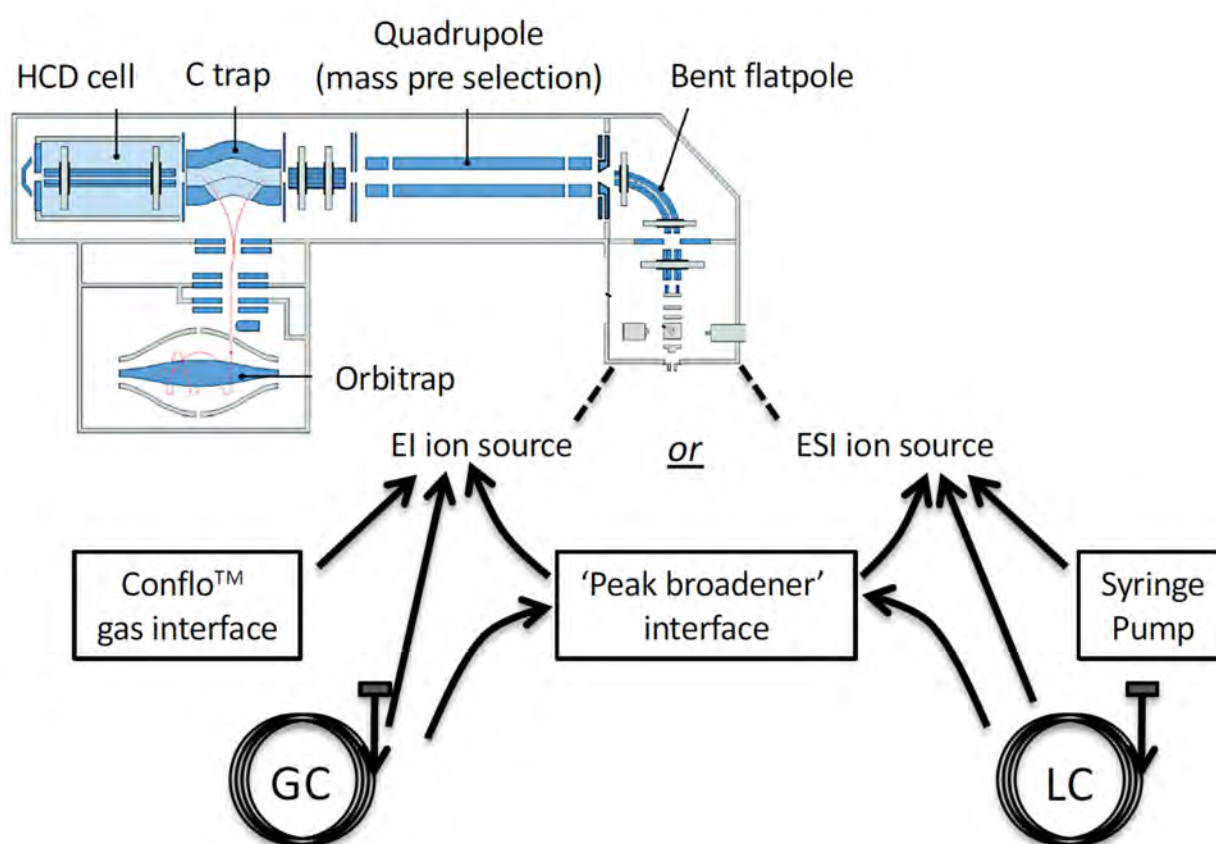 Quadrupole
(mass pre selection)
HCD cell
C trap
Bent flatpole
Orbitrap
EI ion source
or
ESI ion source
Conflo™
gas interface
‘Peak broadener’
interface
Syringe
Pump
GC
LC